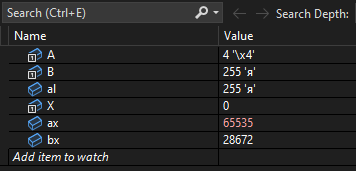 Search (Ctrl+E) Search Depth:
Name Value
A 4 '\x4'
B 255 'я'
al 255 'я'
X 0
ax 65535
bx 28672
Add item to watch